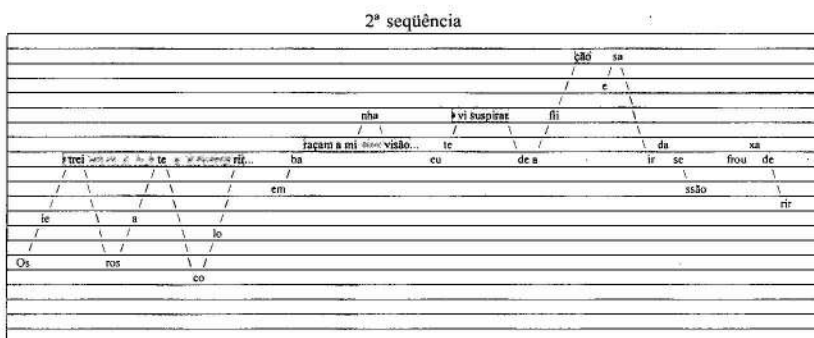 2ª seqüência
ção sa
e
nha vi suspirar fli
raçam a mi visão... te da xa
trei te rir... ba eu de a ir se frou de
em ssão
rir
ie a
lo
Os ros
co